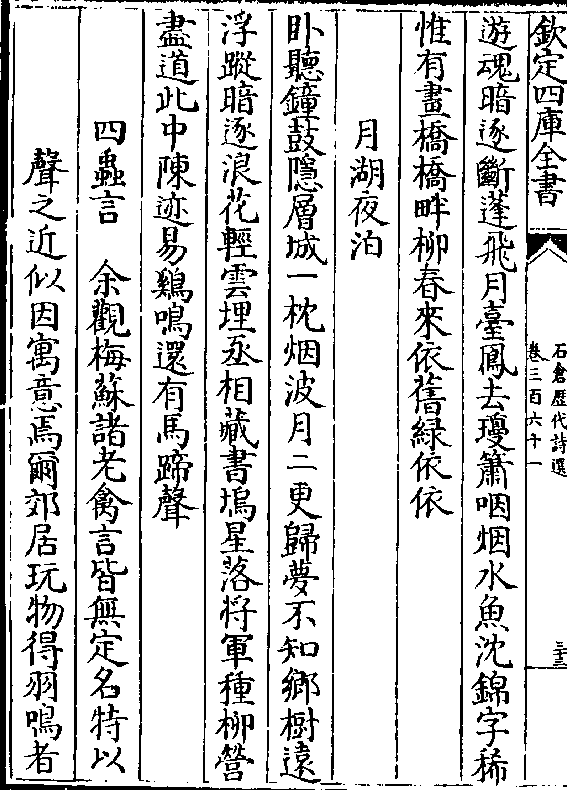 欽定四庫全書
石倉歷代詩選
卷三百六十一
三十三
遊魂暗逐斷蓬飛月臺鳳去瓊簫咽烟水魚沈錦字稀
惟有畫橋橋畔柳春來依舊緑依依
月湖夜泊
卧聽鐘鼓隱層城一枕烟波月二更歸夢不知鄉樹遠
浮蹤暗逐浪花輕雲埋丞相藏書塢星落将軍種柳營
盡道此中陳迹易鷄鳴還有馬蹄聲
四蟲言　余觀梅蘇諸老禽言皆無定名特以
聲之近似因寓意焉爾郊居玩物得羽鳴者